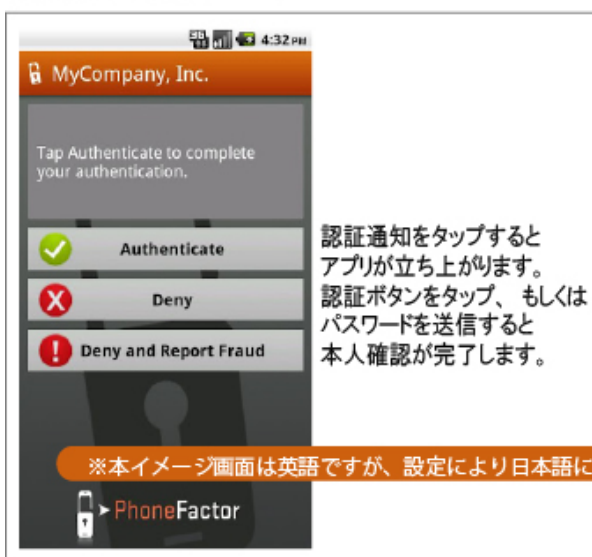 4:32 PM
MyCompany, Inc.
Tap Authenticate to complete
your authentication.
Authenticate
Deny
Deny and Report Fraud
認証通知をタップすると
アプリが立ち上がります。
認証ボタンをタップ、もしくは
パスワードを送信すると
本人確認が完了します。
※本イメージ画面は英語ですが、設定により日本語に
PhoneFactor